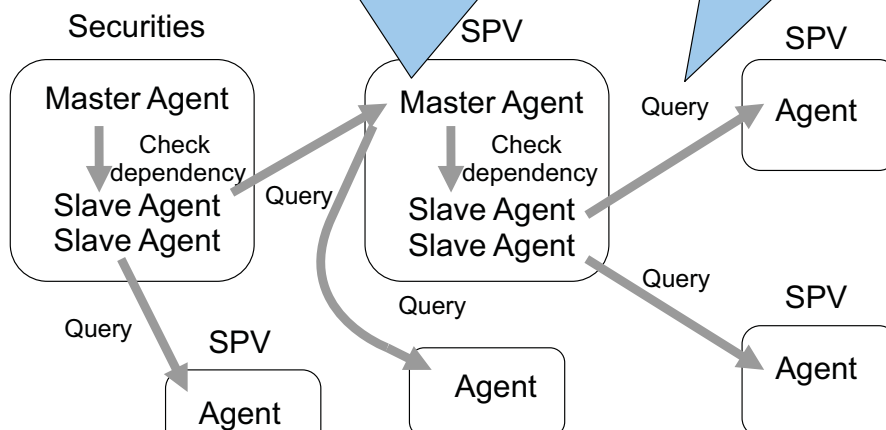 Securities
Master Agent
Check
dependency
Slave Agent
Slave Agent
Query
Query
SPV
Agent
SPV
Master Agent
Check
dependency
Slave Agent
Slave Agent
Query
Agent
Query
SPV
Agent
Query
SPV
Agent